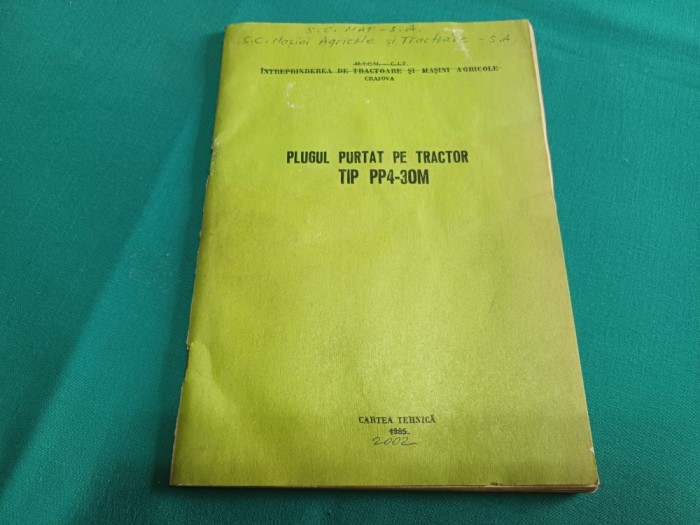 S.C. MAT - S.A.
S.C. Masini Agricole și Tractoare - S.A.
M.I.C.M. - C.I.T.
ÎNTREPRINDEREA DE TRACTOARE ȘI MAȘINI AGRICOLE
CRAIOVA
PLUGUL PURTAT PE TRACTOR
TIP PP4-30M
CARTEA TEHNICĂ
1985.
2002